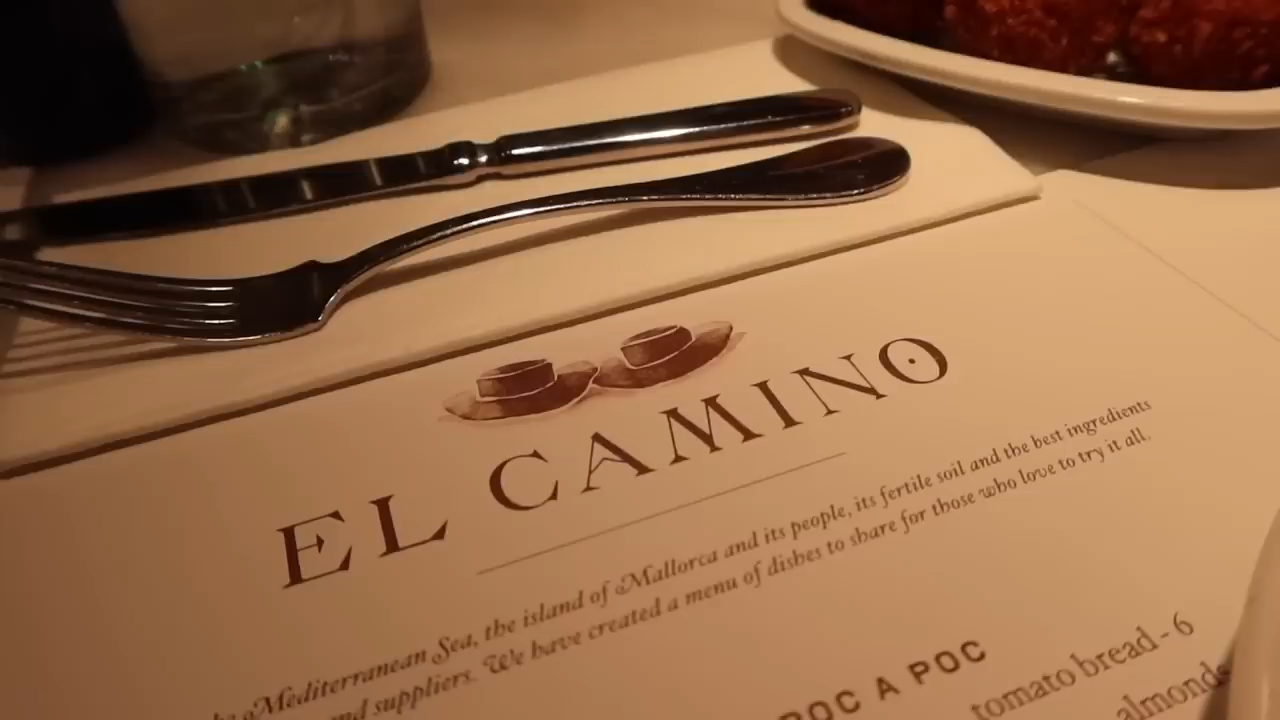 EL CAMINO
Mediterranean Sea, the island of Mallorca and its people, its fertile soil and the best ingredients
and suppliers. We have created a menu of dishes to share for those who love to try it all.
POC A POC
tomato bread - 6
almonds